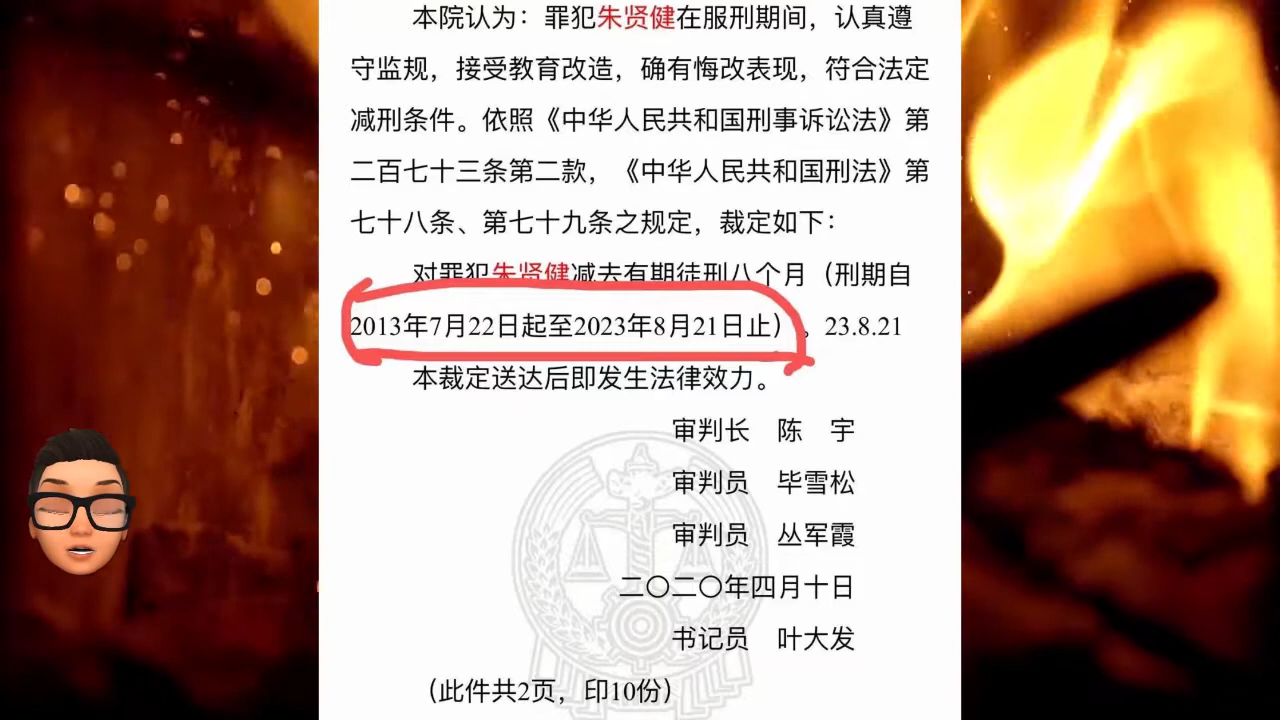 本院认为：罪犯朱贤健在服刑期间，认真遵
守监规，接受教育改造，确有悔改表现，符合法定
减刑条件。依照《中华人民共和国刑事诉讼法》第
二百七十三条第二款，《中华人民共和国刑法》第
七十八条、第七十九条之规定，裁定如下：
对罪犯朱贤健减去有期徒刑八个月（刑期自
2013年7月22日起至2023年8月21日止）。23.8.21
本裁定送达后即发生法律效力。
审判长 陈 宇
审判员 毕雪松
审判员 丛军霞
二〇二〇年四月十日
书记员 叶大发
（此件共2页，印10份）